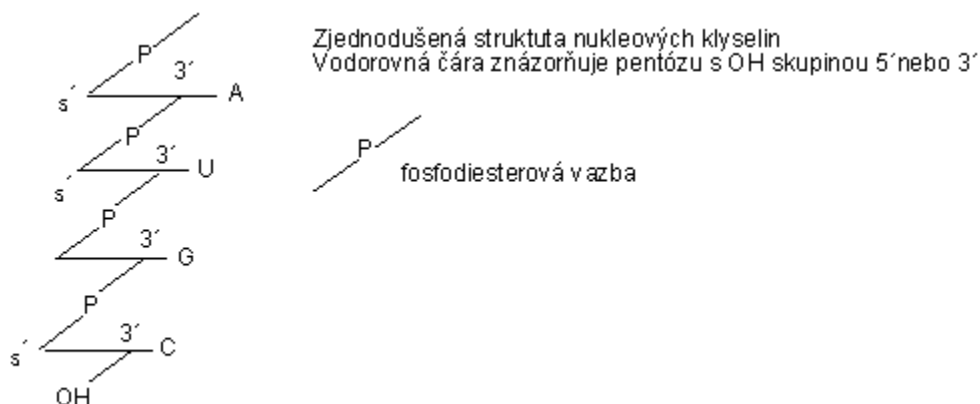 P
Zjednodušená struktuta nukleových klyselin
3´
Vodorovná čára znázorňuje pentózu s OH skupinou 5´nebo 3´
s´
A
P
P
3´
U
fosfodiesterová vazba
s´
P
3´
G
P
3´
C
s´
OH